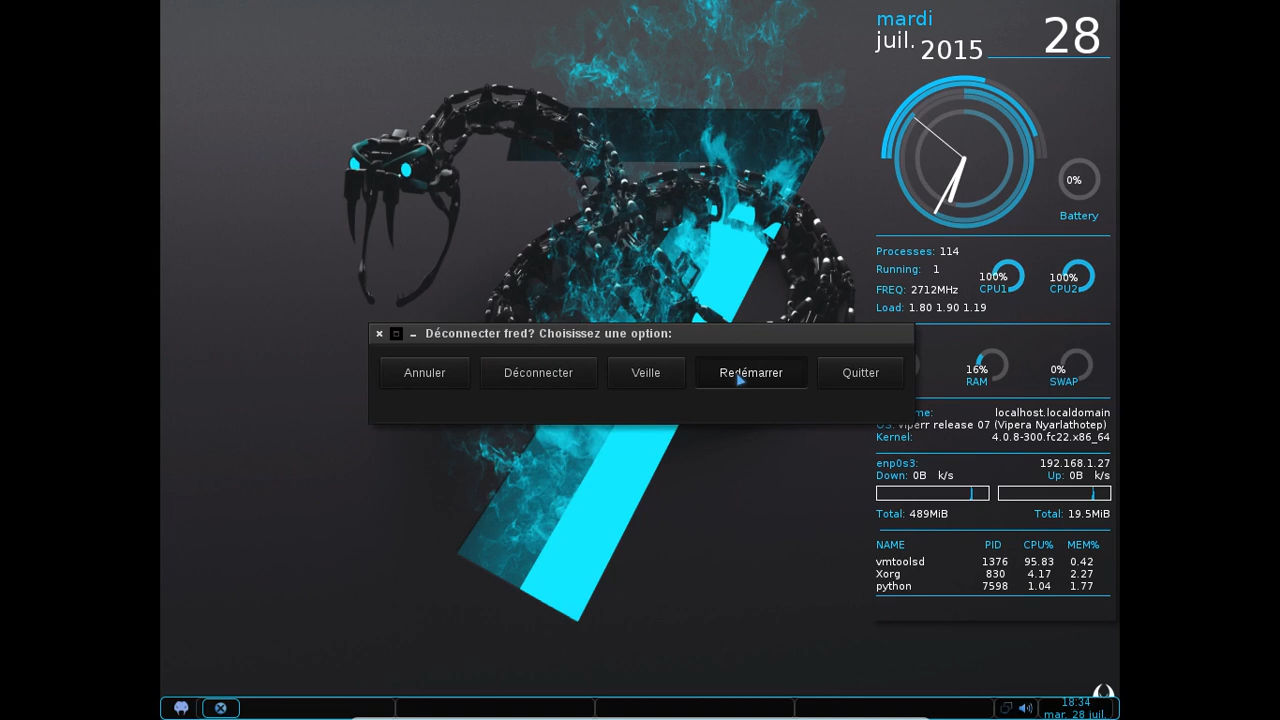 mardi
juil. 2015 28
0%
Battery
Processes: 114
Running: 1
100% 100%
CPU1 CPU2
FREQ: 2712MHz
Load: 1.80 1.90 1.19
Déconnecter fred? Choisissez une option:
Annuler Déconnecter Veille Redémarrer Quitter
16% 0%
RAM SWAP
localhost.localdomain
Viperr release 07 (Vipera Nyarlathotep)
Kernel: 4.0.8-300.fc22.x86_64
enp0s3: 192.168.1.27
Down: 0B k/s Up: 0B k/s
Total: 489MiB Total: 19.5MiB
NAME PID CPU% MEM%
vmtoolsd 1376 95.83 0.42
Xorg 830 4.17 2.27
python 7598 1.04 1.77
18:34
mar. 28 juil.